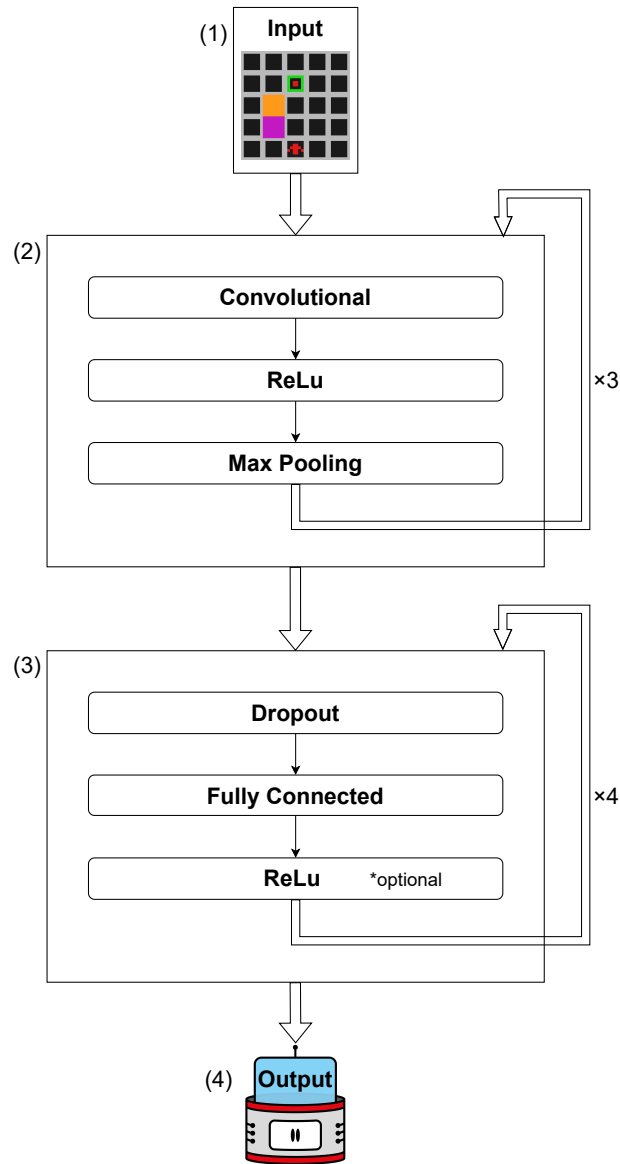 (1)
Input
(2)
Convolutional
ReLu
×3
Max Pooling
(3)
Dropout
Fully Connected
×4
ReLu *optional
(4)
Output